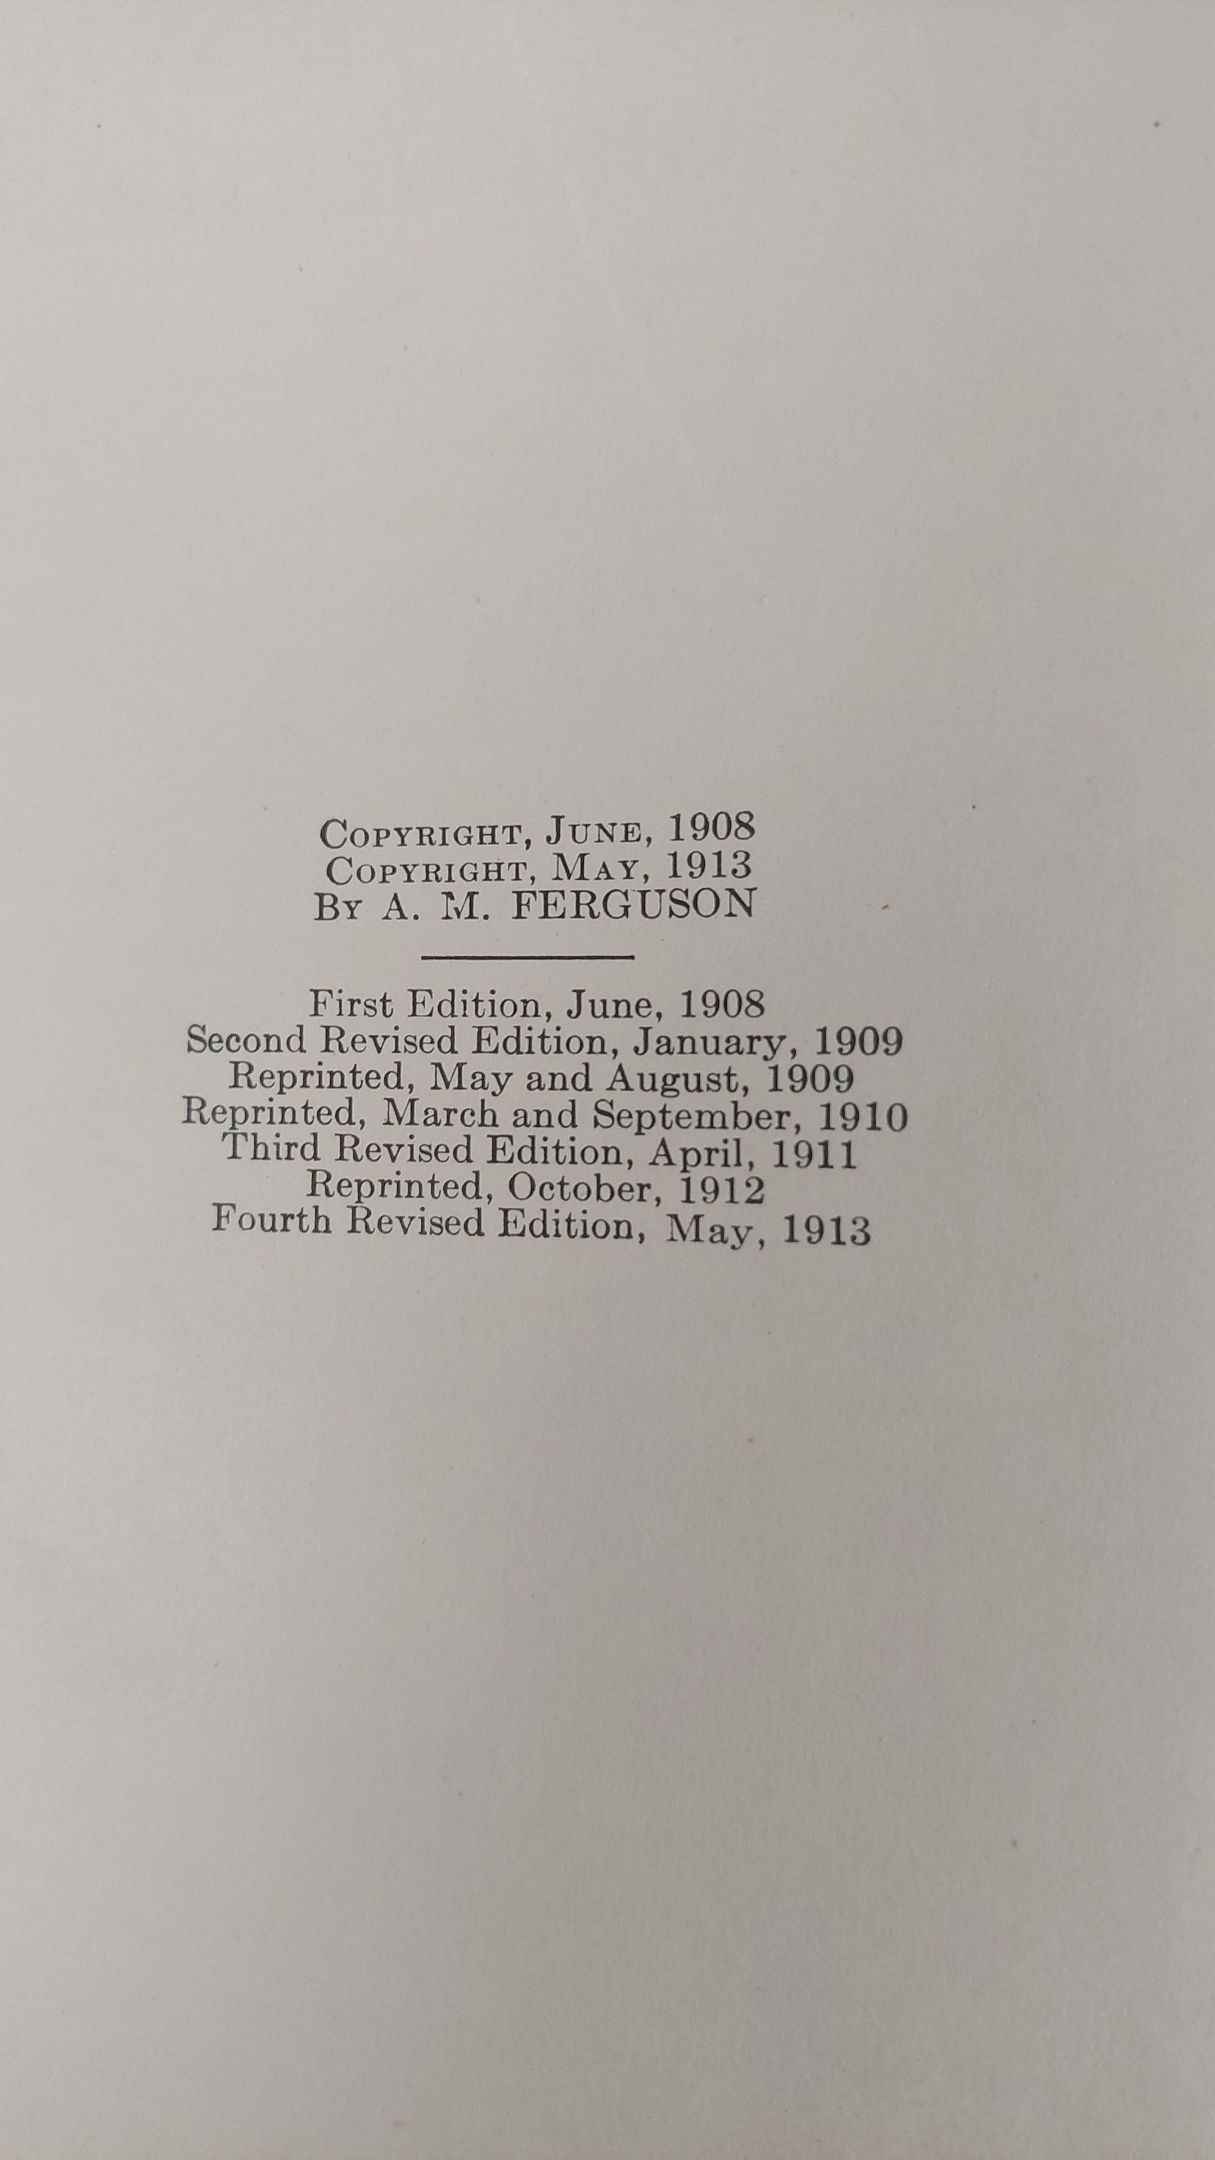 COPYRIGHT, JUNE, 1908
COPYRIGHT, MAY, 1913
BY A. M. FERGUSON
First Edition, June, 1908
Second Revised Edition, January, 1909
Reprinted, May and August, 1909
Reprinted, March and September, 1910
Third Revised Edition, April, 1911
Reprinted, October, 1912
Fourth Revised Edition, May, 1913